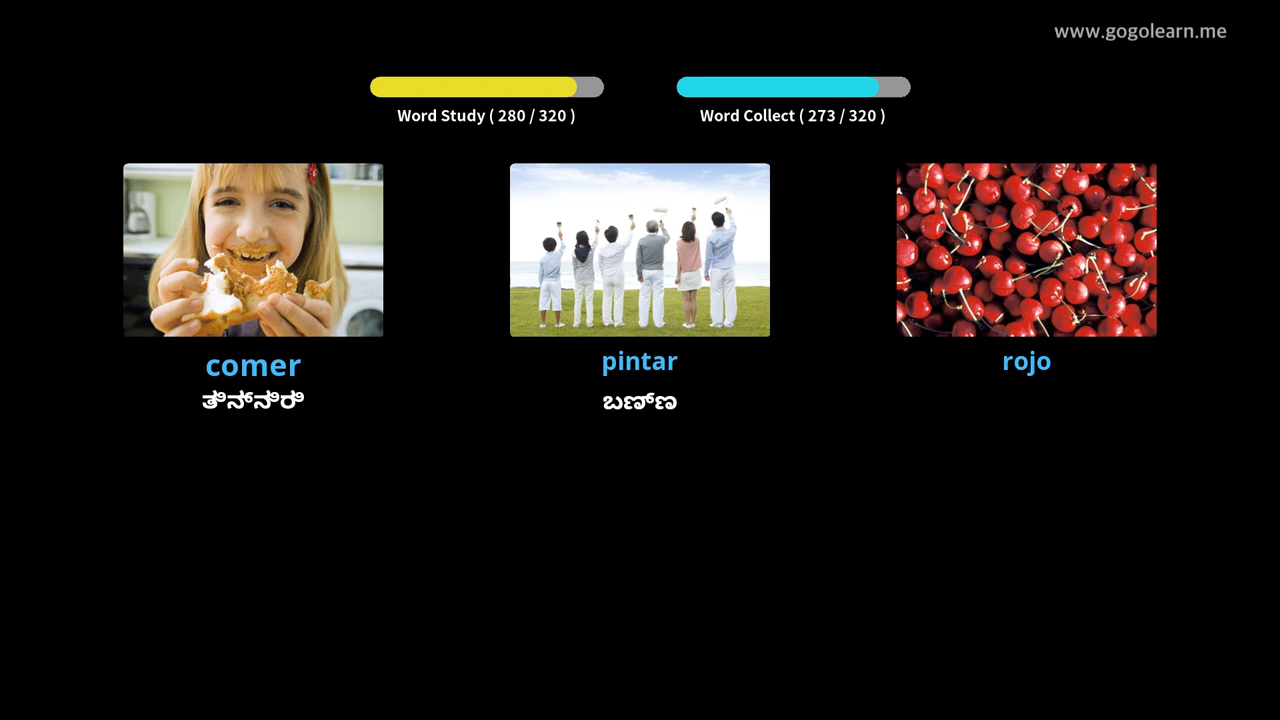 www.gogolearn.me
Word Study ( 280 / 320 )
Word Collect ( 273 / 320 )
comer
ತಿನ್ನಿರಿ
pintar
ಬಣ್ಣ
rojo